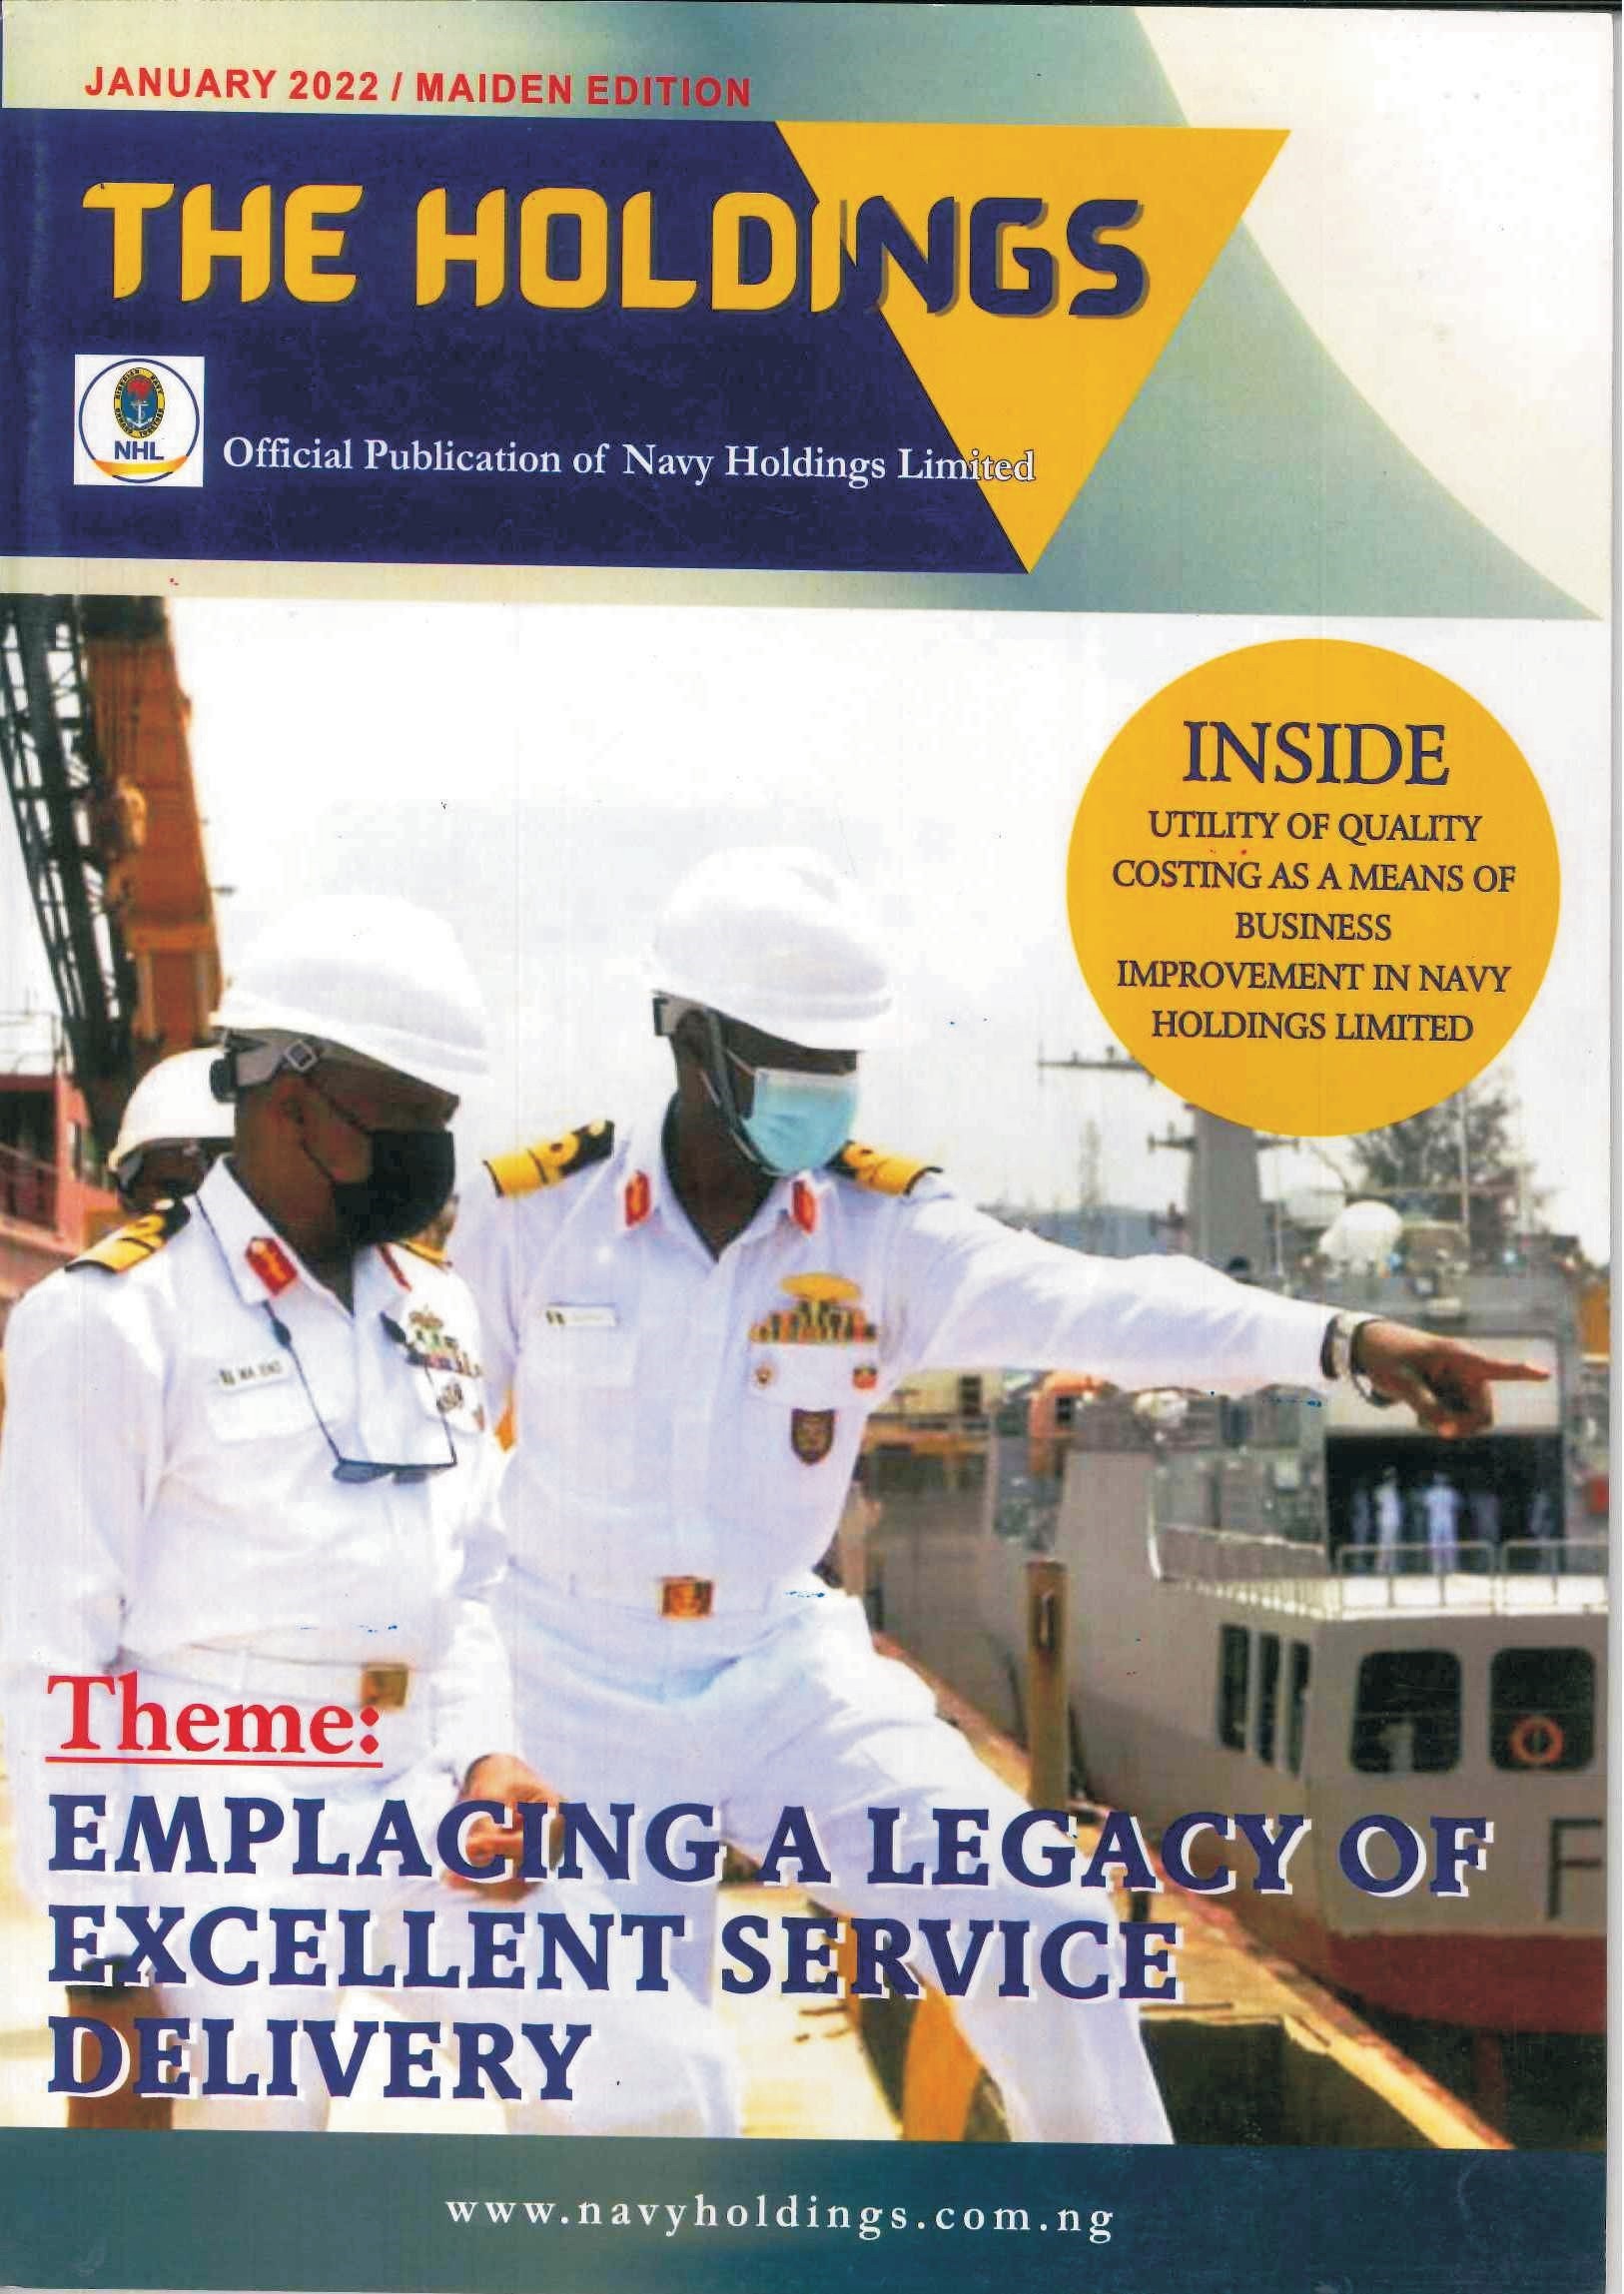 JANUARY 2022 / MAIDEN EDITION
THE HOLDINGS
NHL
Official Publication of Navy Holdings Limited
INSIDE
UTILITY OF QUALITY
COSTING AS A MEANS OF
BUSINESS
IMPROVEMENT IN NAVY
HOLDINGS LIMITED
Theme:
EMPLACING A LEGACY OF
EXCELLENT SERVICE
DELIVERY
F
www.navyholdings.com.ng